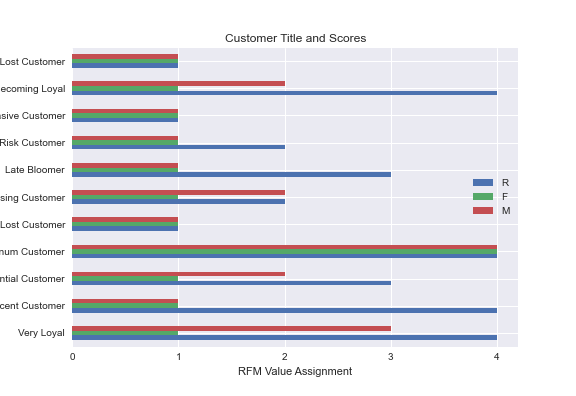 Customer Title and Scores
Lost Customer
ecoming Loyal
sive Customer
Risk Customer
Late Bloomer
sing Customer
Lost Customer
num Customer
ntial Customer
cent Customer
Very Loyal
R
F
M
0 1 2 3 4
RFM Value Assignment